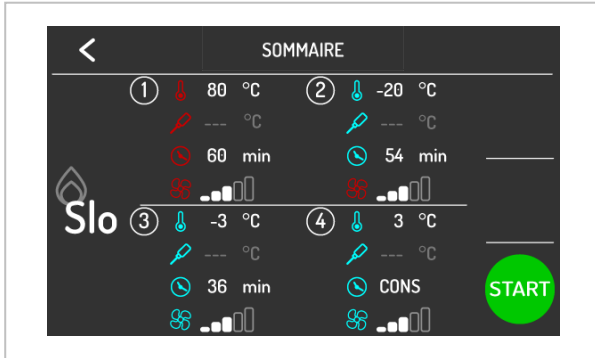 SOMMAIRE
1 80 °C
--- °C
60 min
2 -20 °C
--- °C
54 min
Slo
3 -3 °C
--- °C
36 min
4 3 °C
--- °C
CONS
START